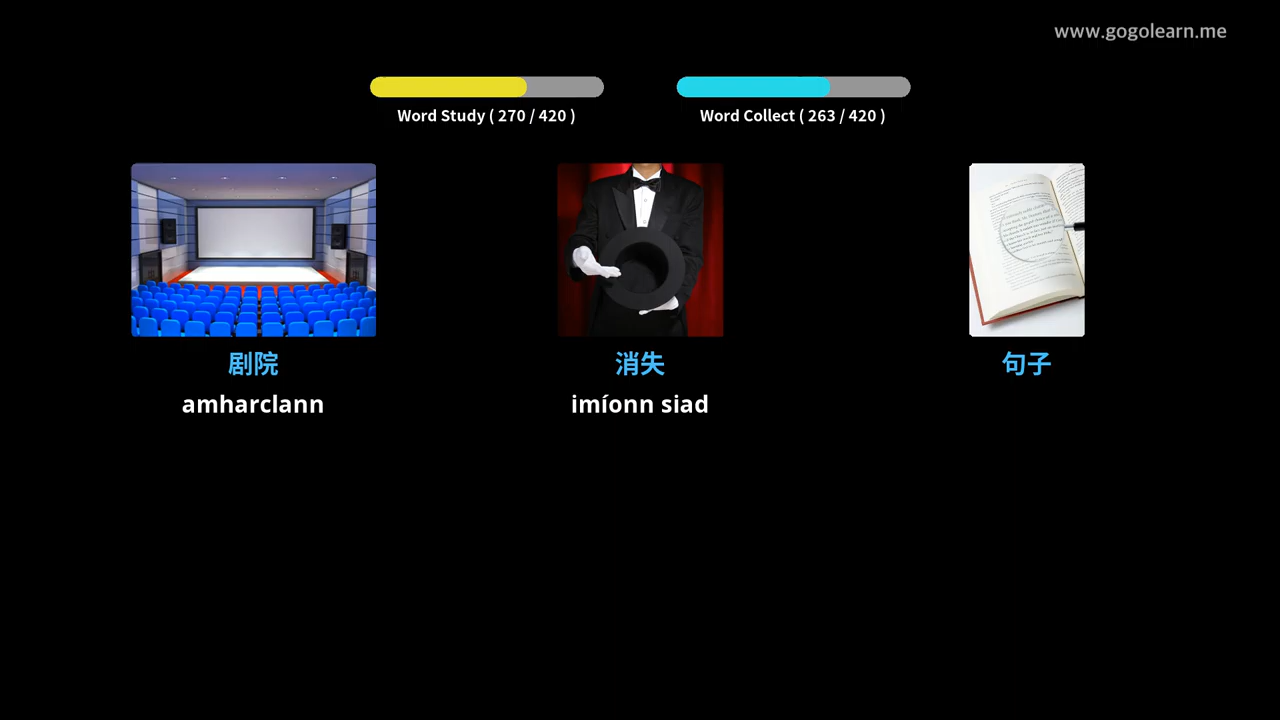 www.gogolearn.me
Word Study ( 270 / 420 )
Word Collect ( 263 / 420 )
剧院
消失
句子
amharclann
imíonn siad